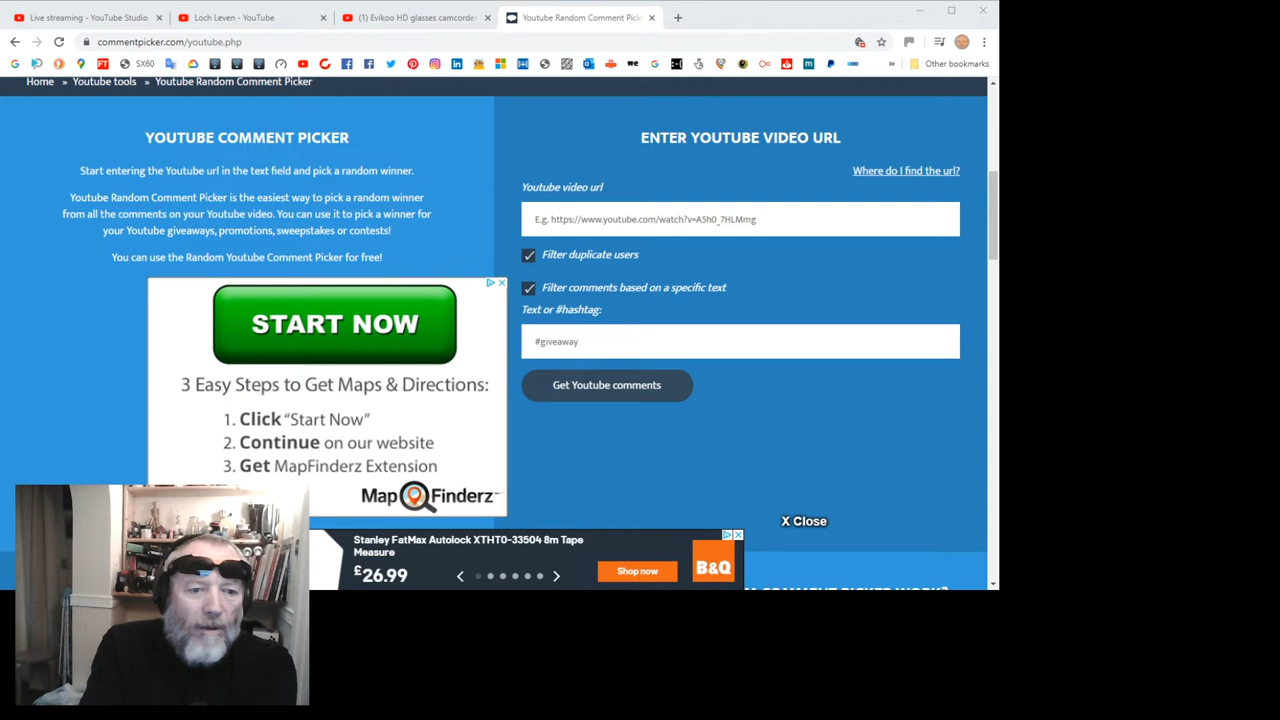 Live streaming - YouTube Studio
Loch Leven - YouTube
(1) Evikoo HD glasses camcorder
Youtube Random Comment Pick
commentpicker.com/youtube.php
SX60
Other bookmarks
Home » Youtube tools » Youtube Random Comment Picker
YOUTUBE COMMENT PICKER
Start entering the Youtube url in the text field and pick a random winner.
Youtube Random Comment Picker is the easiest way to pick a random winner
from all the comments on your Youtube video. You can use it to pick a winner for
your Youtube giveaways, promotions, sweepstakes or contests!
You can use the Random Youtube Comment Picker for free!
START NOW
3 Easy Steps to Get Maps & Directions:
1. Click "Start Now"
2. Continue on our website
3. Get MapFinderz Extension
Map Finderz
ENTER YOUTUBE VIDEO URL
Where do I find the url?
Youtube video url
E.g. https://www.youtube.com/watch?v=A5h0_7HLMmg
Filter duplicate users
Filter comments based on a specific text
Text or #hashtag:
#giveaway
Get Youtube comments
X Close
Stanley FatMax Autolock XTHT0-33504 8m Tape
Measure
£26.99
Shop now
B&Q